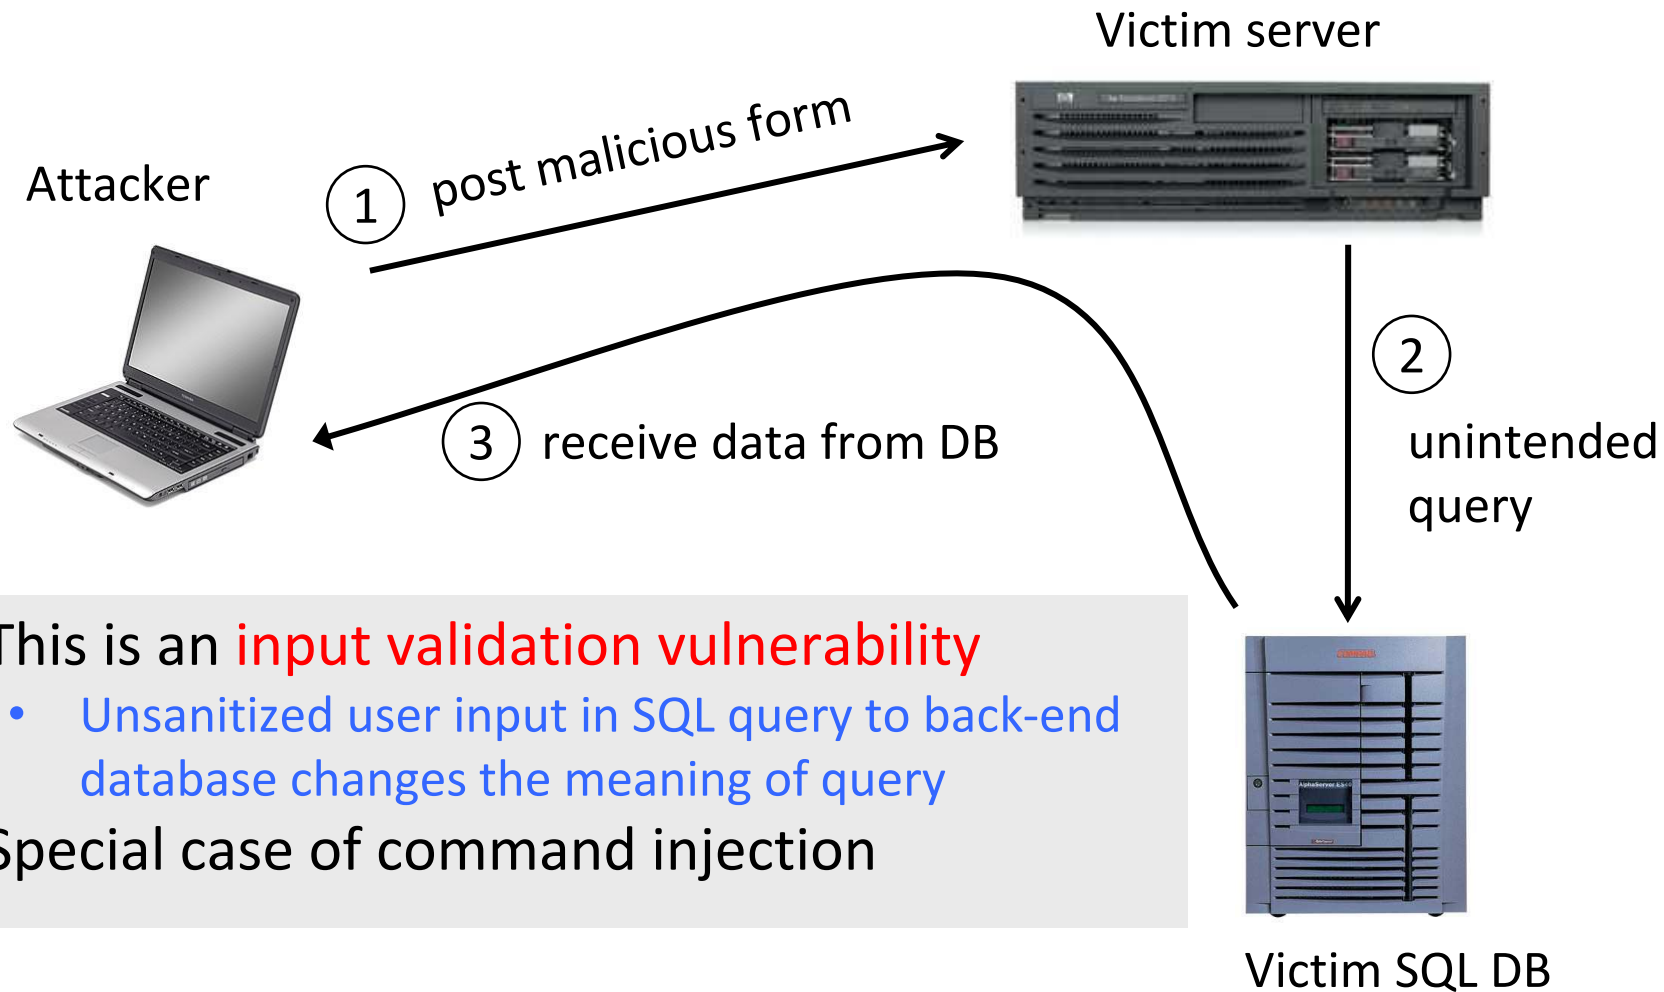 Victim server
Attacker
1 post malicious form
2
unintended
query
3 receive data from DB
This is an input validation vulnerability
• Unsanitized user input in SQL query to back-end
database changes the meaning of query
Special case of command injection
Victim SQL DB